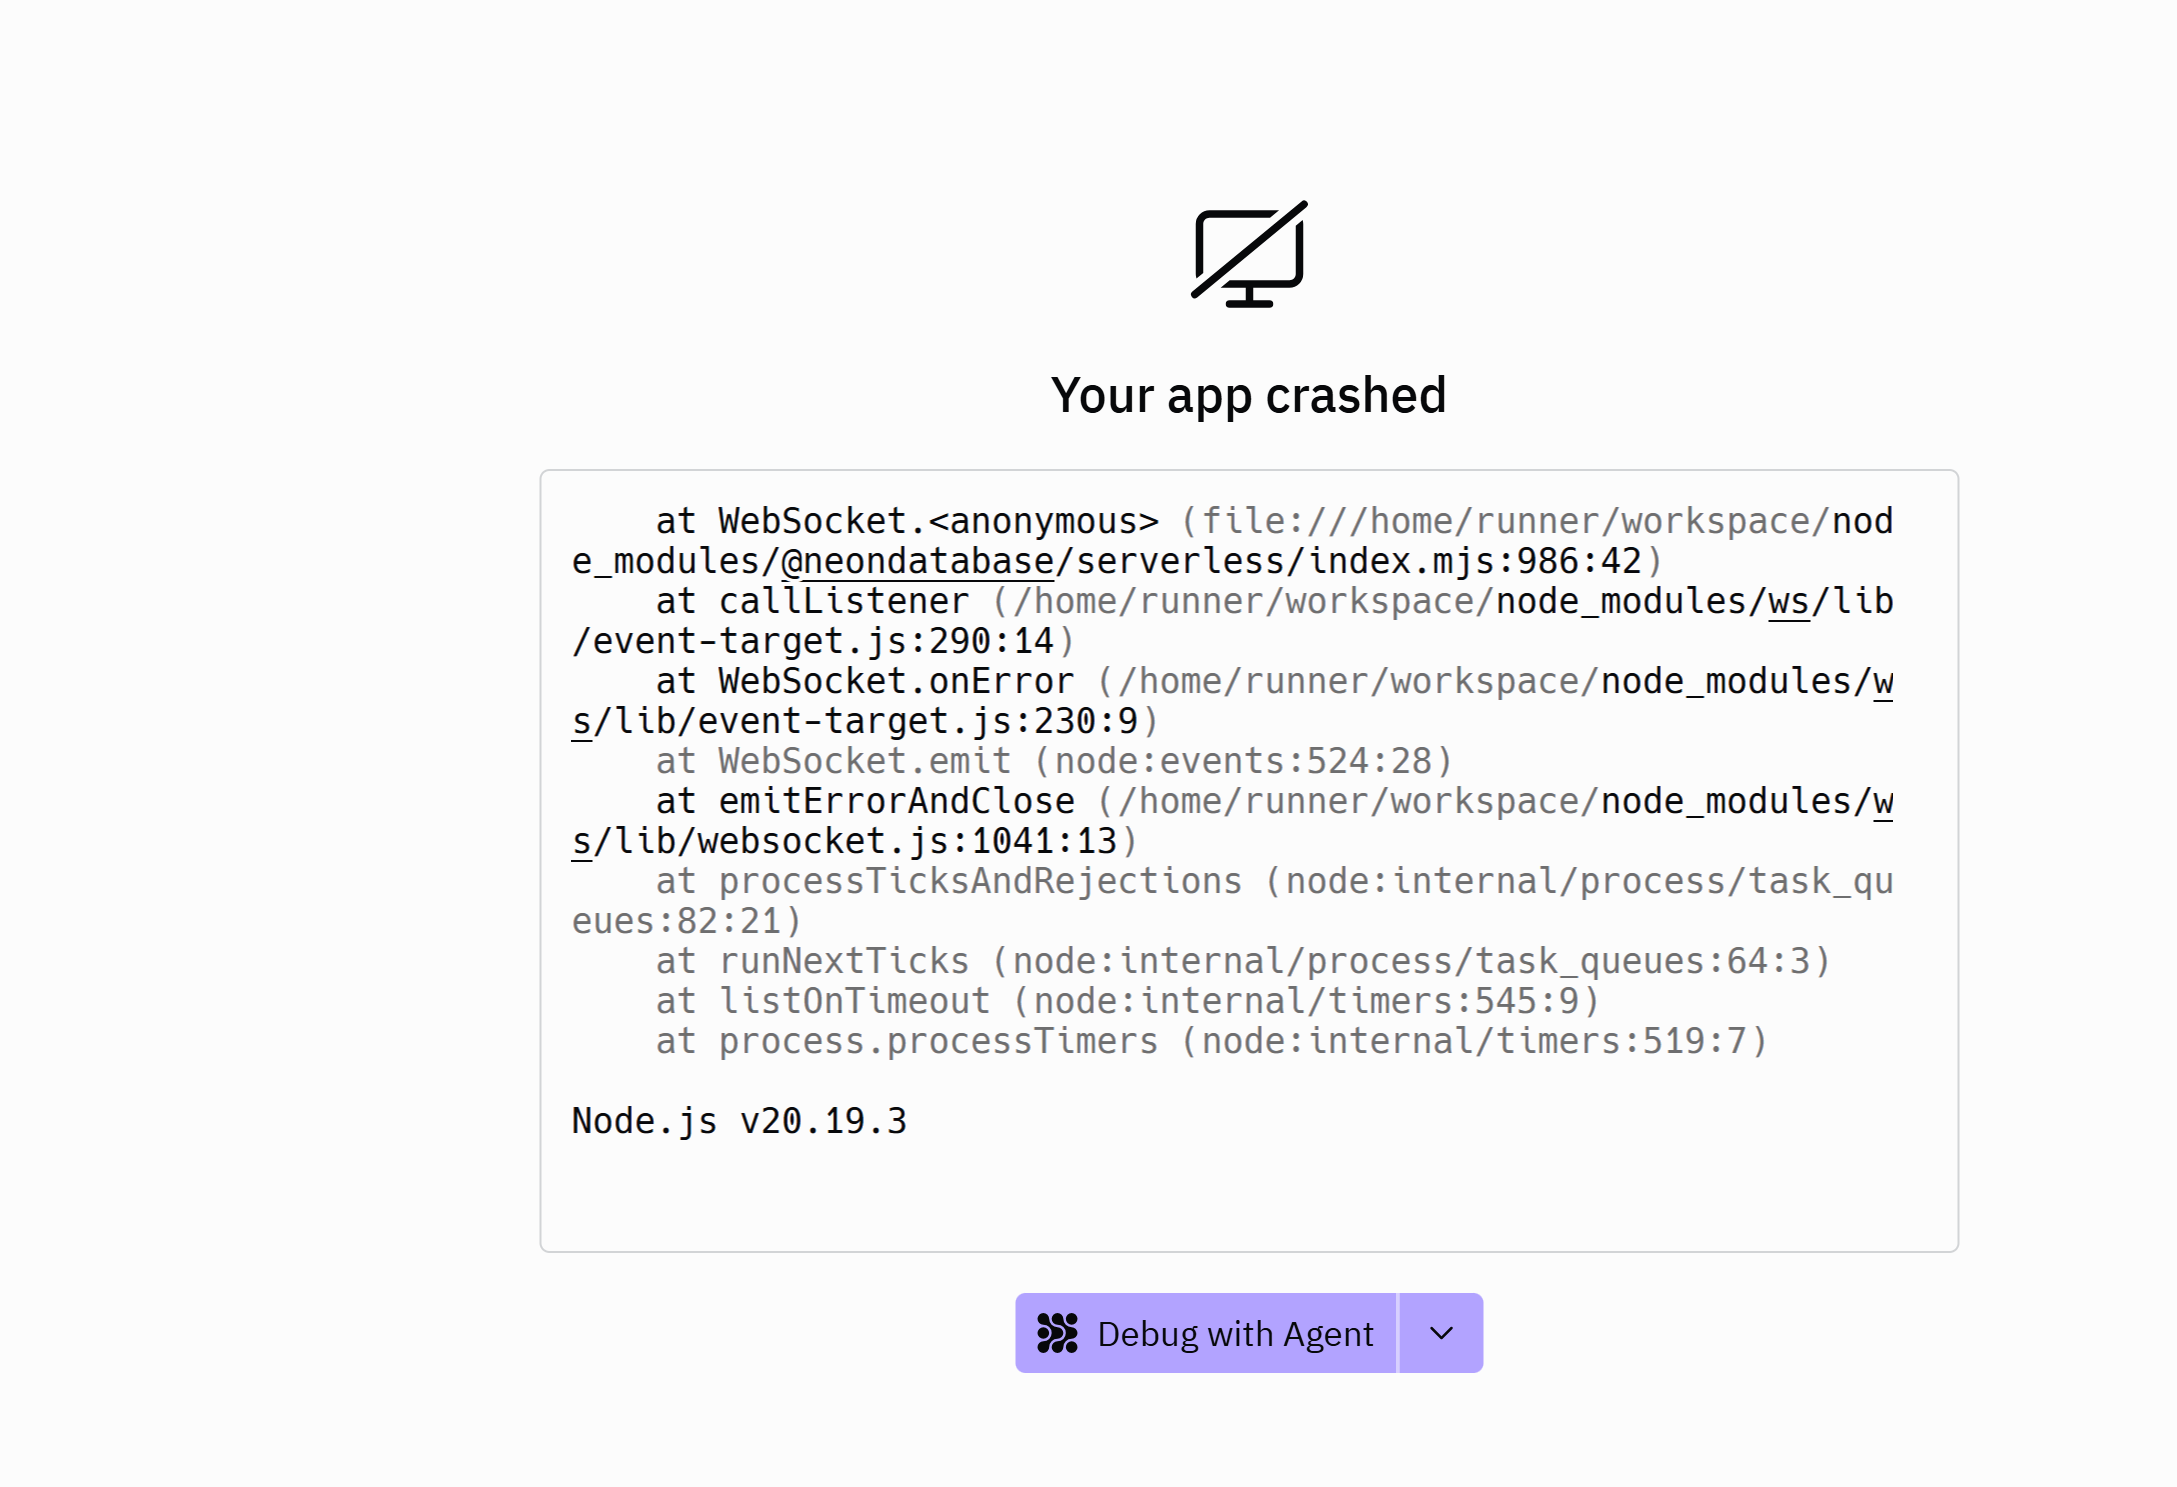 Your app crashed
    at WebSocket.<anonymous> (file:///home/runner/workspace/nod
e_modules/@neondatabase/serverless/index.mjs:986:42)
    at callListener (/home/runner/workspace/node_modules/ws/lib
/event-target.js:290:14)
    at WebSocket.onError (/home/runner/workspace/node_modules/w
s/lib/event-target.js:230:9)
    at WebSocket.emit (node:events:524:28)
    at emitErrorAndClose (/home/runner/workspace/node_modules/w
s/lib/websocket.js:1041:13)
    at processTicksAndRejections (node:internal/process/task_qu
eues:82:21)
    at runNextTicks (node:internal/process/task_queues:64:3)
    at listOnTimeout (node:internal/timers:545:9)
    at process.processTimers (node:internal/timers:519:7)

Node.js v20.19.3
Debug with Agent